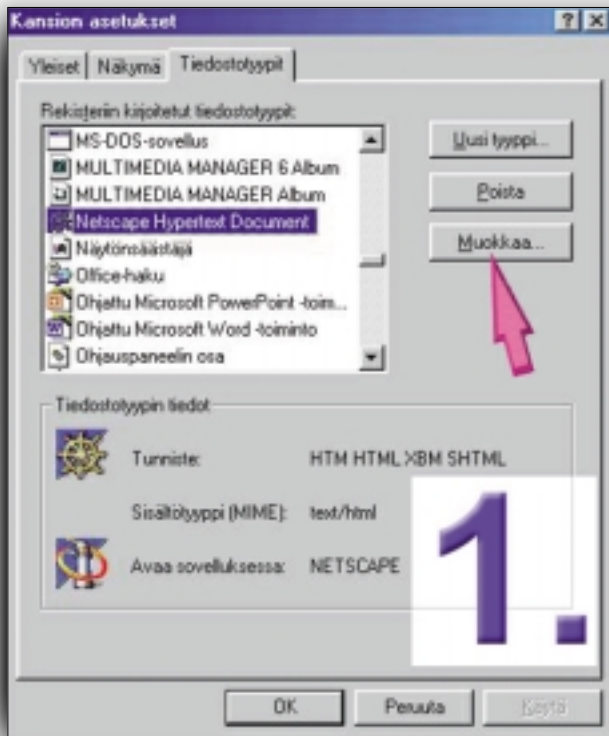 Kansion asetukset
Yleiset
Näkymä
Tiedostotyypit
Rekisteriin kirjoitetut tiedostotyypit:
MS-DOS-sovellus
MULTIMEDIA MANAGER 6 Album
MULTIMEDIA MANAGER Album
Netscape Hypertext Document
Näytönsäästäjä
Office-haku
Ohjattu Microsoft PowerPoint -toim...
Ohjattu Microsoft Word -toiminto
Ohjauspaneelin osa
Uusi tyyppi...
Poista
Muokkaa...
Tiedostotyypin tiedot
Tunniste: HTM HTML XBM SHTML
Sisältötyyppi (MIME): text/html
Avaa sovelluksessa: NETSCAPE
1.
OK
Peruuta
Käytä